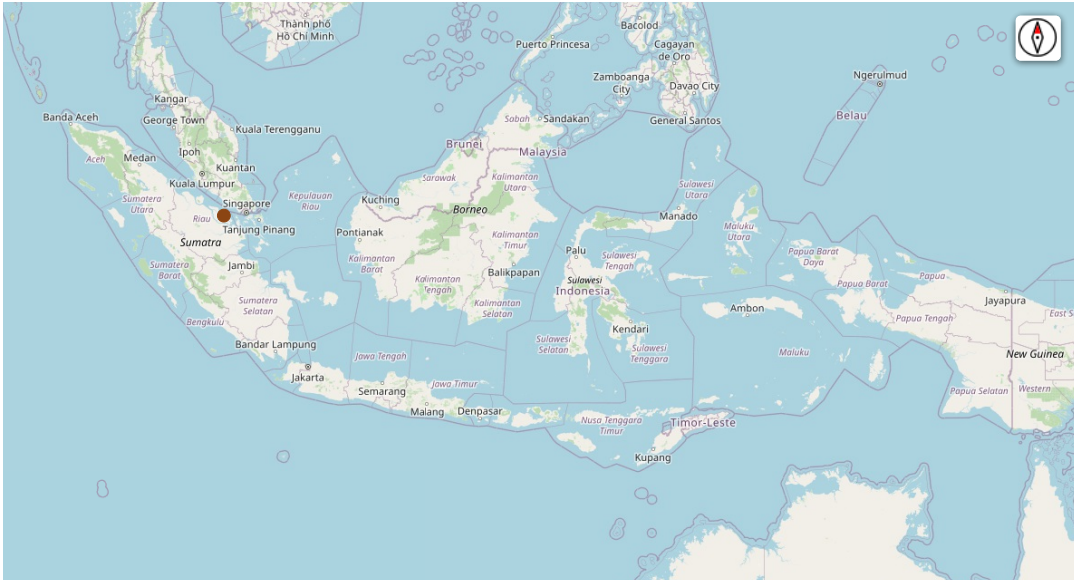 Thành phố
Hồ Chí Minh
Bacolod
Puerto Princesa
Cagayan
de Oro
Zamboanga
City
Davao City
Ngerulmud
Kangar
Banda Aceh
George Town
Kuala Terengganu
Sabah
Sandakan
General Santos
Belau
Brunei
Malaysia
Aceh
Medan
Ipoh
Kuantan
Kuala Lumpur
Sarawak
Kalimantan
Utara
Sulawesi
Utara
Sumatera
Utara
Singapore
Kepulauan
Riau
Kuching
Borneo
Manado
Riau
Tanjung Pinang
Pontianak
Kalimantan
Timur
Maluku
Utara
Sumatra
Palu
Sulawesi
Tengah
Papua Barat
Daya
Sumatera
Barat
Jambi
Kalimantan
Barat
Balikpapan
Kalimantan
Tengah
Sulawesi
Indonesia
Papua Barat
Papua
Sumatera
Selatan
Kalimantan
Selatan
Ambon
Jayapura
Bengkulu
Kendari
Papua Tengah
East S
Bandar Lampung
Sulawesi
Selatan
Sulawesi
Tenggara
Jawa Tengah
Maluku
New Guinea
Jakarta
Semarang
Jawa Timur
Papua Selatan
Western
Malang
Denpasar
Nusa Tenggara
Timur
Timor-Leste
Kupang